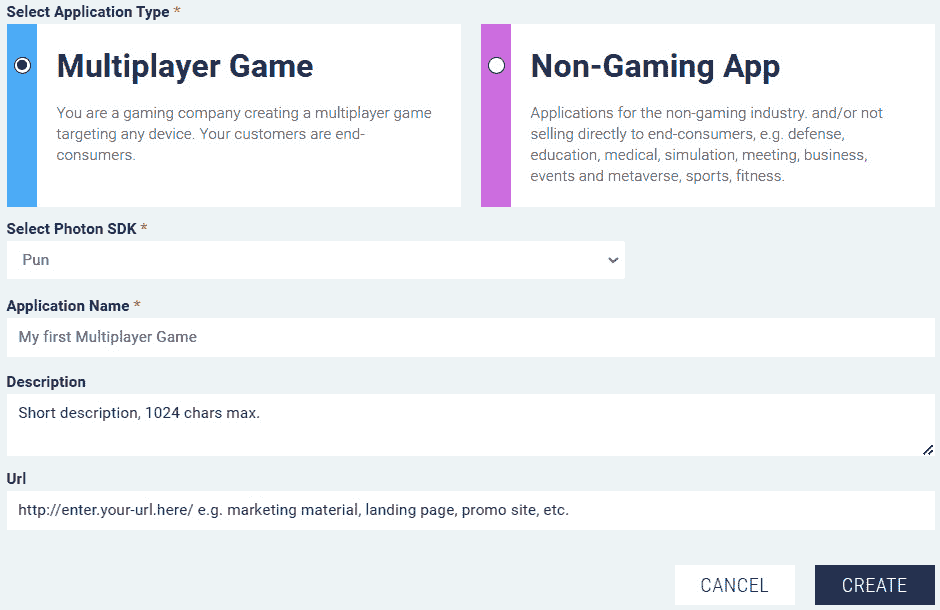 Select Application Type *
Multiplayer Game
You are a gaming company creating a multiplayer game
targeting any device. Your customers are end-
consumers.
Non-Gaming App
Applications for the non-gaming industry. and/or not
selling directly to end-consumers, e.g. defense,
education, medical, simulation, meeting, business,
events and metaverse, sports, fitness.
Select Photon SDK *
Pun
Application Name *
My first Multiplayer Game
Description
Short description, 1024 chars max.
Url
http://enter.your-url.here/ e.g. marketing material, landing page, promo site, etc.
CANCEL
CREATE